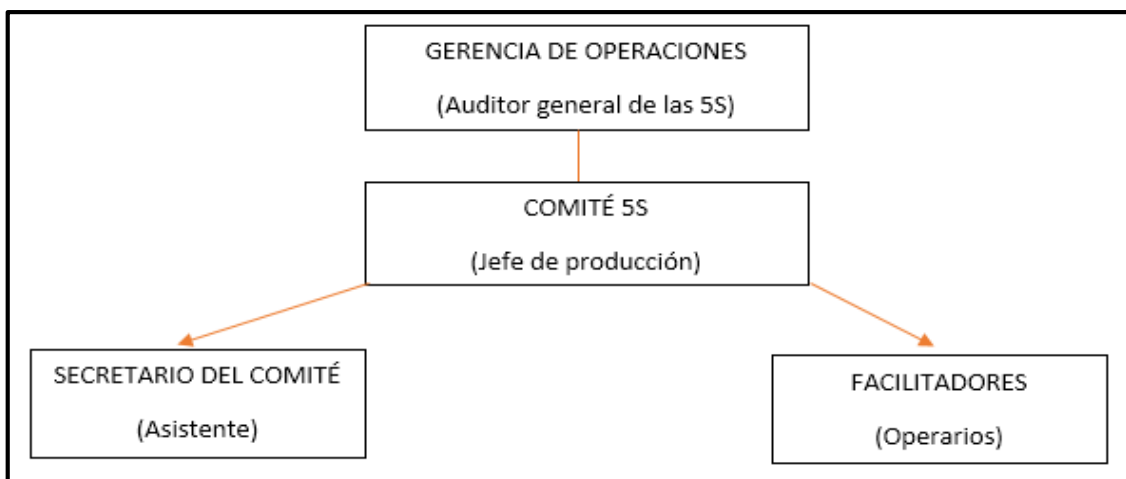 GERENCIA DE OPERACIONES
(Auditor general de las 5S)
COMITÉ 5S
(Jefe de producción)
SECRETARIO DEL COMITÉ
(Asistente)
FACILITADORES
(Operarios)